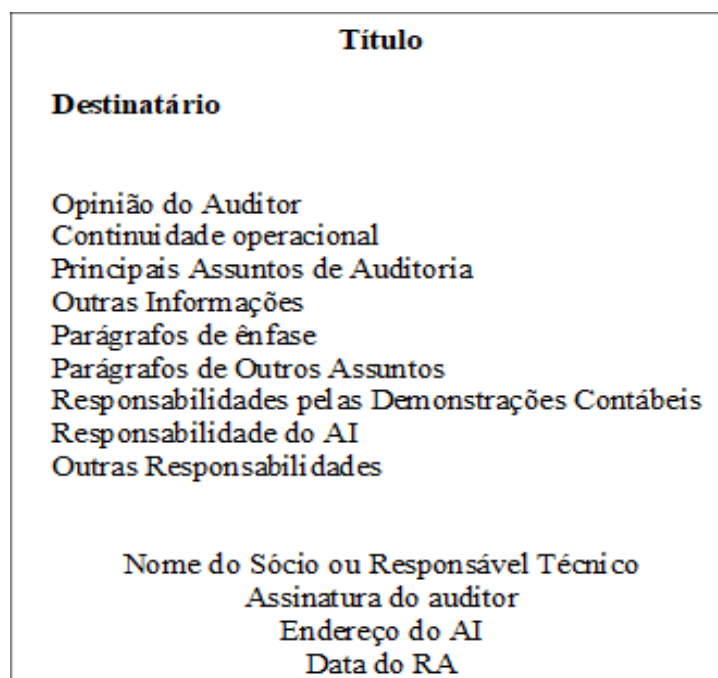 Título
Destinatário
Opinião do Auditor
Continuidade operacional
Principais Assuntos de Auditoria
Outras Informações
Parágrafos de ênfase
Parágrafos de Outros Assuntos
Responsabilidades pelas Demonstrações Contábeis
Responsabilidade do AI
Outras Responsabilidades
Nome do Sócio ou Responsável Técnico
Assinatura do auditor
Endereço do AI
Data do RA